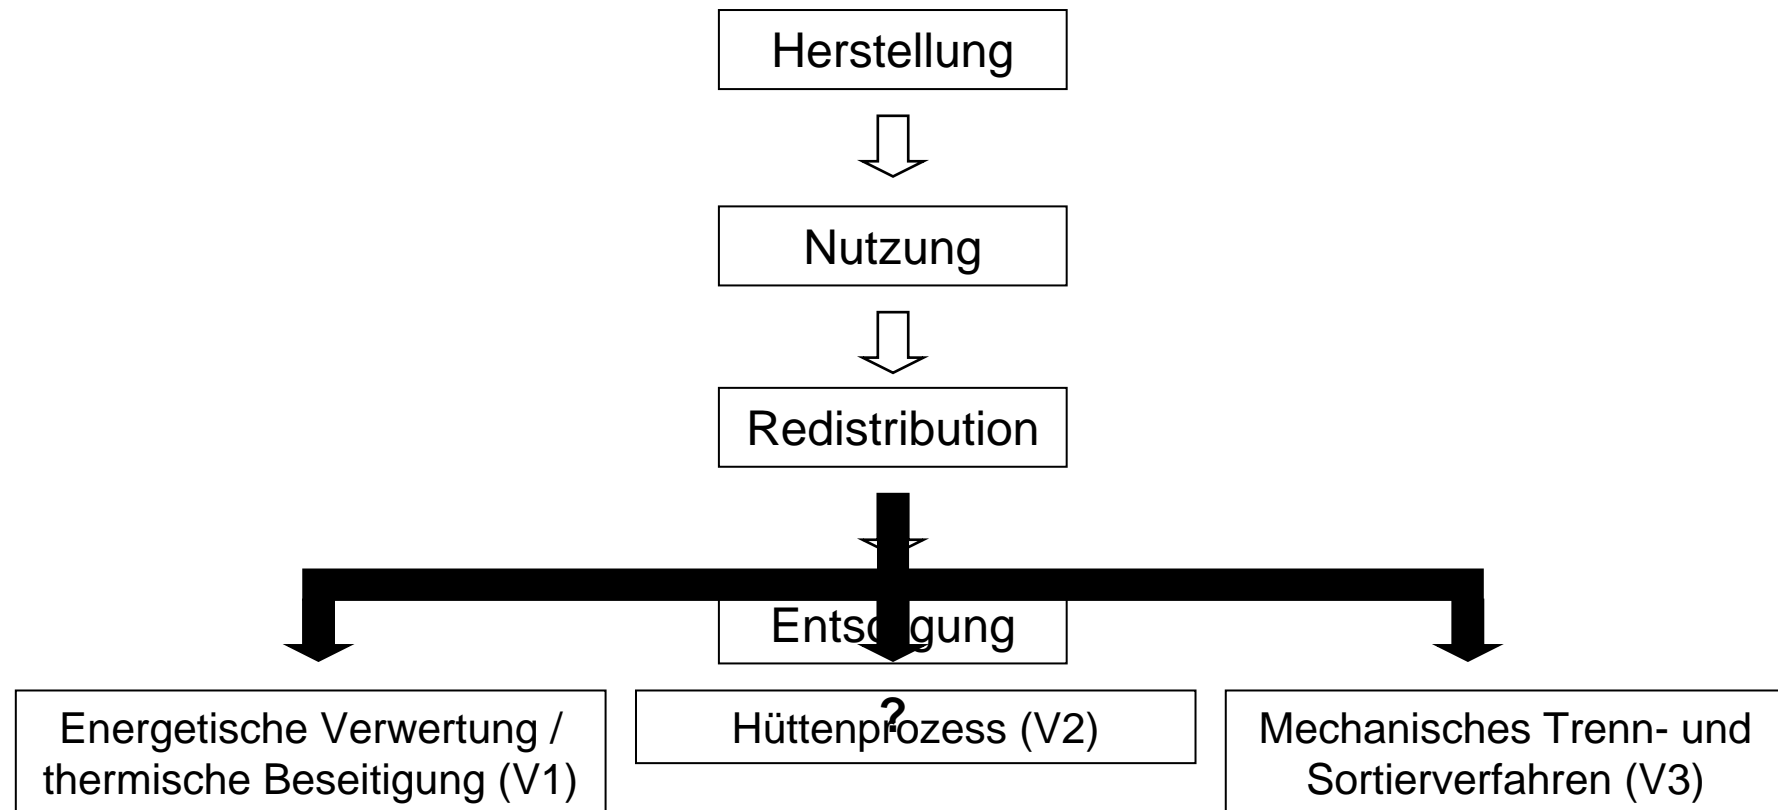 Herstellung
Nutzung
Redistribution
Entsorgung
?
Energetische Verwertung /
thermische Beseitigung (V1)
Hüttenprozess (V2)
Mechanisches Trenn- und
Sortierverfahren (V3)